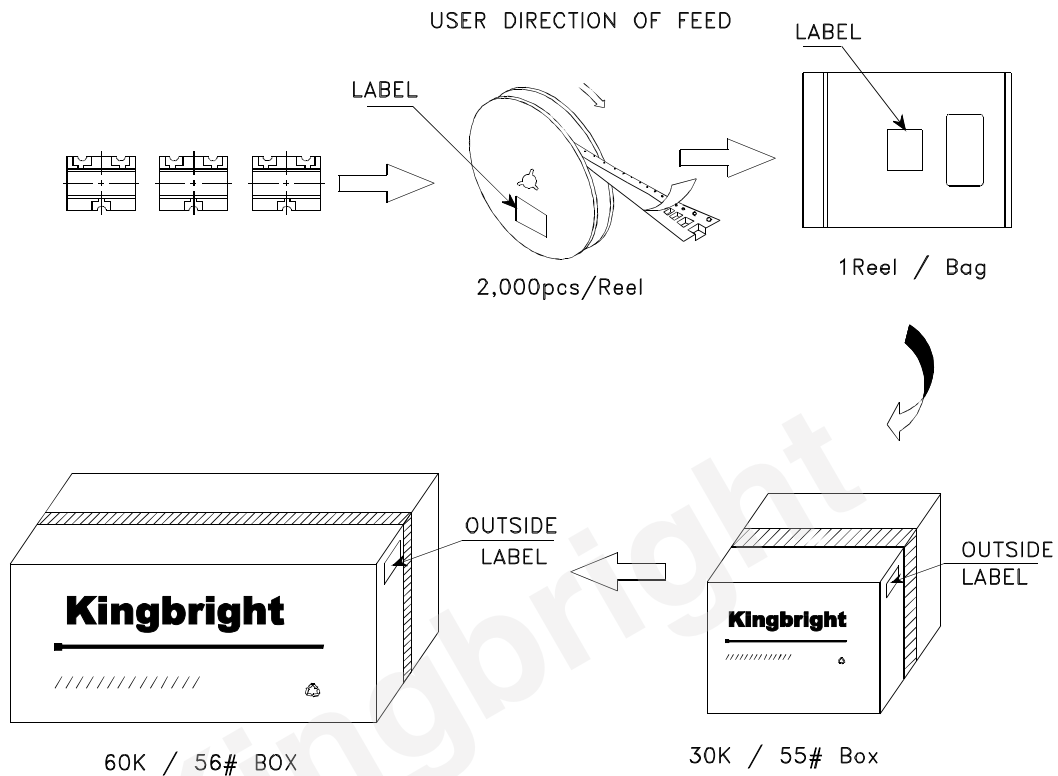 USER DIRECTION OF FEED
LABEL
LABEL
2,000pcs/Reel
1Reel / Bag
OUTSIDE
LABEL
Kingbright
60K / 56# BOX
OUTSIDE
LABEL
Kingbright
30K / 55# Box
Kingbright